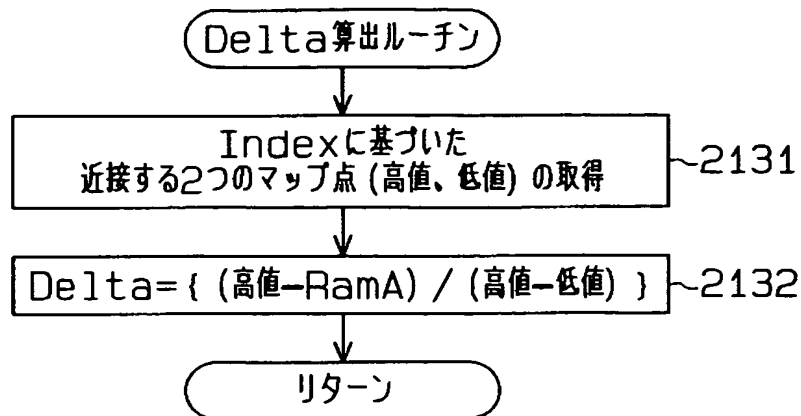 Delta算出ルーチン
Indexに基づいた
近接する2つのマップ点(高値、低値)の取得
2131
Delta={(高値-RamA)/(高値-低値)}
2132
リターン